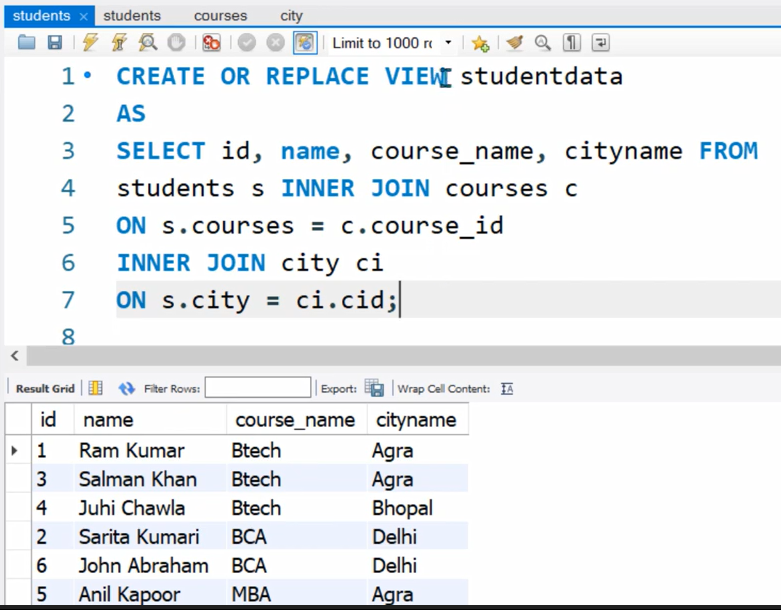 students × students courses city
Limit to 1000 rc
1 CREATE OR REPLACE VIEW studentdata
2 AS
3 SELECT id, name, course_name, cityname FROM
4 students s INNER JOIN courses c
5 ON s.courses = c.course_id
6 INNER JOIN city ci
7 ON s.city = ci.cid;
8
Result Grid Filter Rows: Export: Wrap Cell Content: IA
id name course_name cityname
1 Ram Kumar Btech Agra
3 Salman Khan Btech Agra
4 Juhi Chawla Btech Bhopal
2 Sarita Kumari BCA Delhi
6 John Abraham BCA Delhi
5 Anil Kapoor MBA Agra